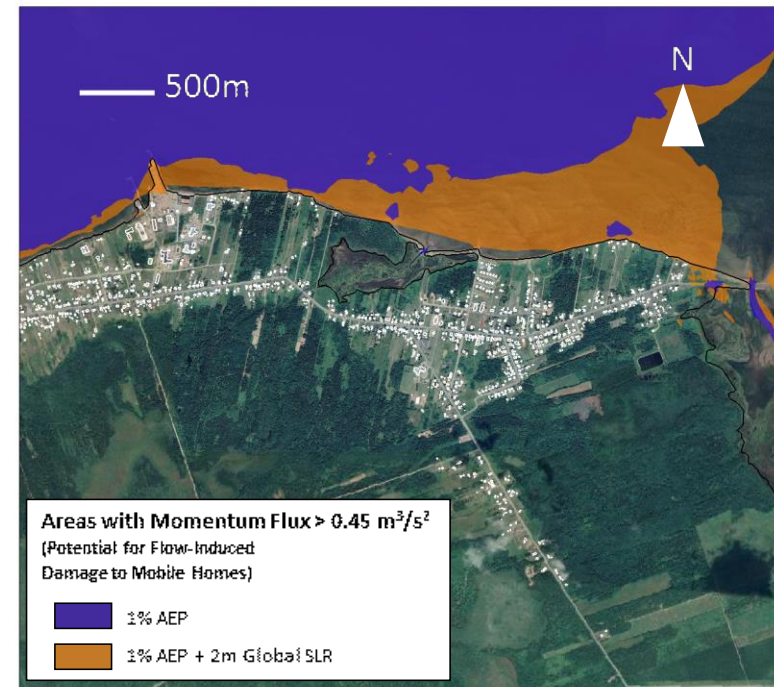 500m
N
Areas with Momentum Flux > 0.45 m³/s²
(Potential for Flow-Induced
Damage to Mobile Homes)
1% AEP
1% AEP + 2m Global SLR